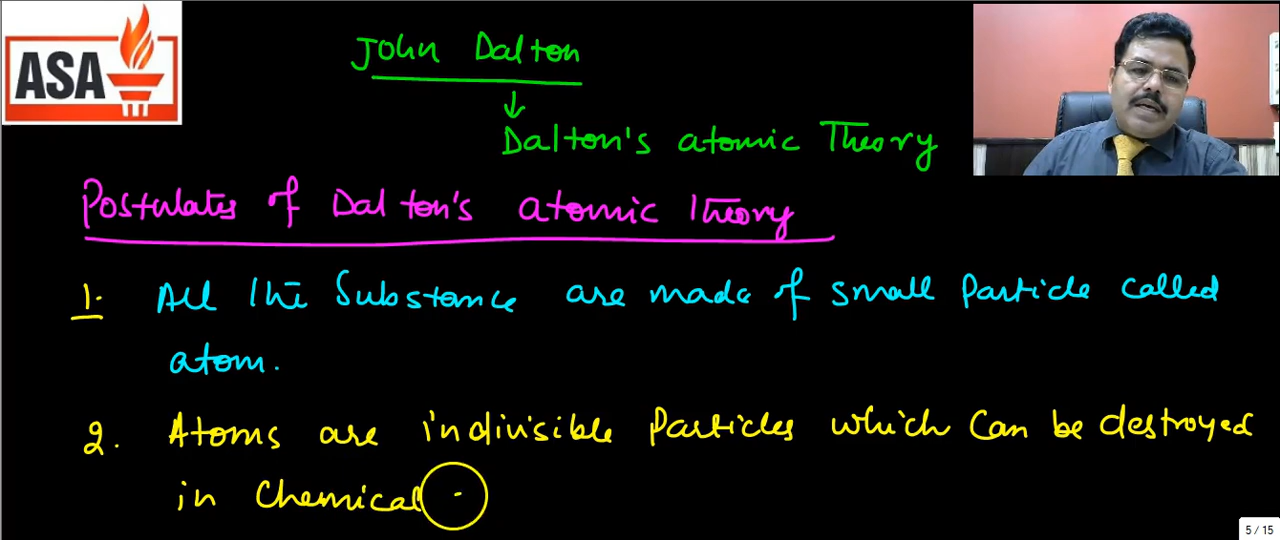 ASA
John Dalton
Dalton's atomic Theory
Postulates of Dalton's atomic Theory
1. All the Substance are made of small Particle called
atom.
2. Atoms are indivisible Particles which can be destroyed
in Chemical
5 / 15